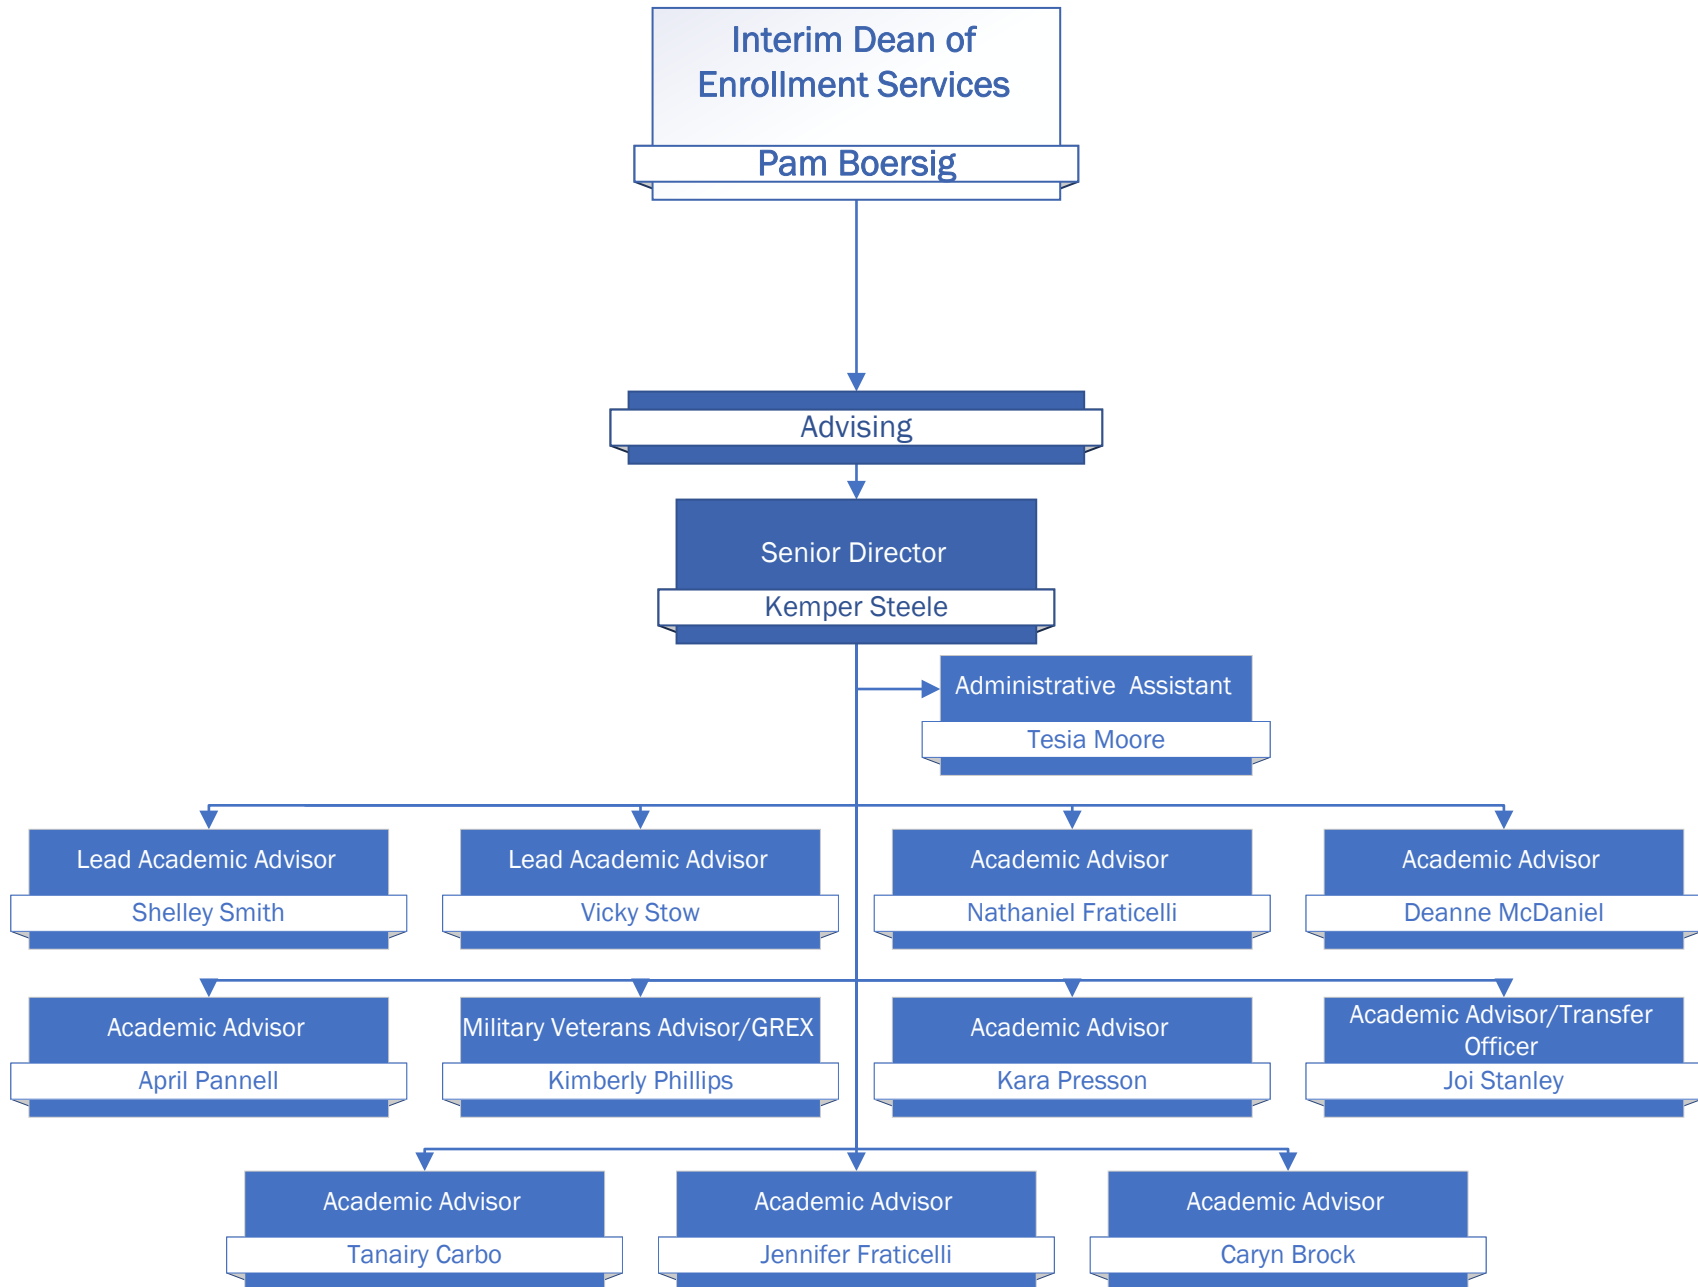 Interim Dean of
Enrollment Services
Pam Boersig
Advising
Senior Director
Kemper Steele
Administrative  Assistant
Tesia Moore
Lead Academic Advisor
Shelley Smith
Lead Academic Advisor
Vicky Stow
Academic Advisor
Nathaniel Fraticelli
Academic Advisor
Deanne McDaniel
Academic Advisor
April Pannell
Military Veterans Advisor/GREX
Kimberly Phillips
Academic Advisor
Kara Presson
Academic Advisor/Transfer
Officer
Joi Stanley
Academic Advisor
Tanairy Carbo
Academic Advisor
Jennifer Fraticelli
Academic Advisor
Caryn Brock